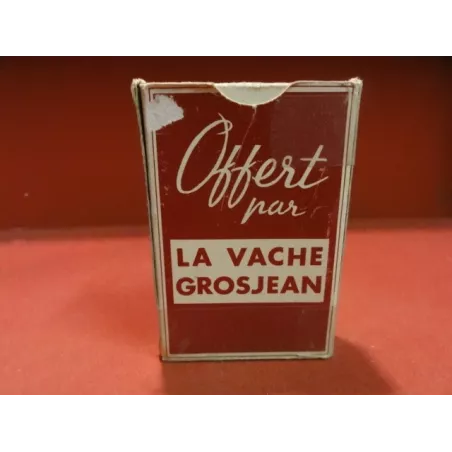 Offert
par
LA VACHE
GROSJEAN